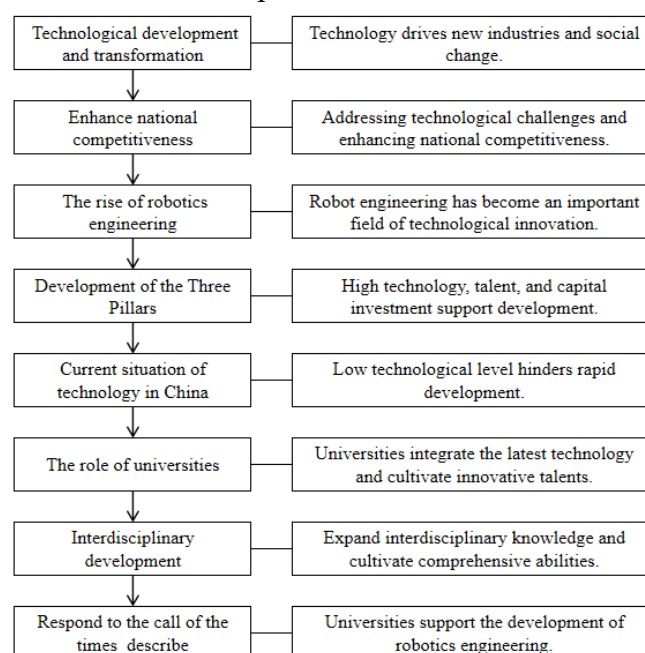 Technological development
and transformation
Technology drives new industries and social
change.
Enhance national
competitiveness
Addressing technological challenges and
enhancing national competitiveness.
The rise of robotics
engineering
Robot engineering has become an important
field of technological innovation.
Development of the Three
Pillars
High technology, talent, and capital
investment support development.
Current situation of
technology in China
Low technological level hinders rapid
development.
The role of universities
Universities integrate the latest technology
and cultivate innovative talents.
Interdisciplinary
development
Expand interdisciplinary knowledge and
cultivate comprehensive abilities.
Respond to the call of the
times describe
Universities support the development of
robotics engineering.